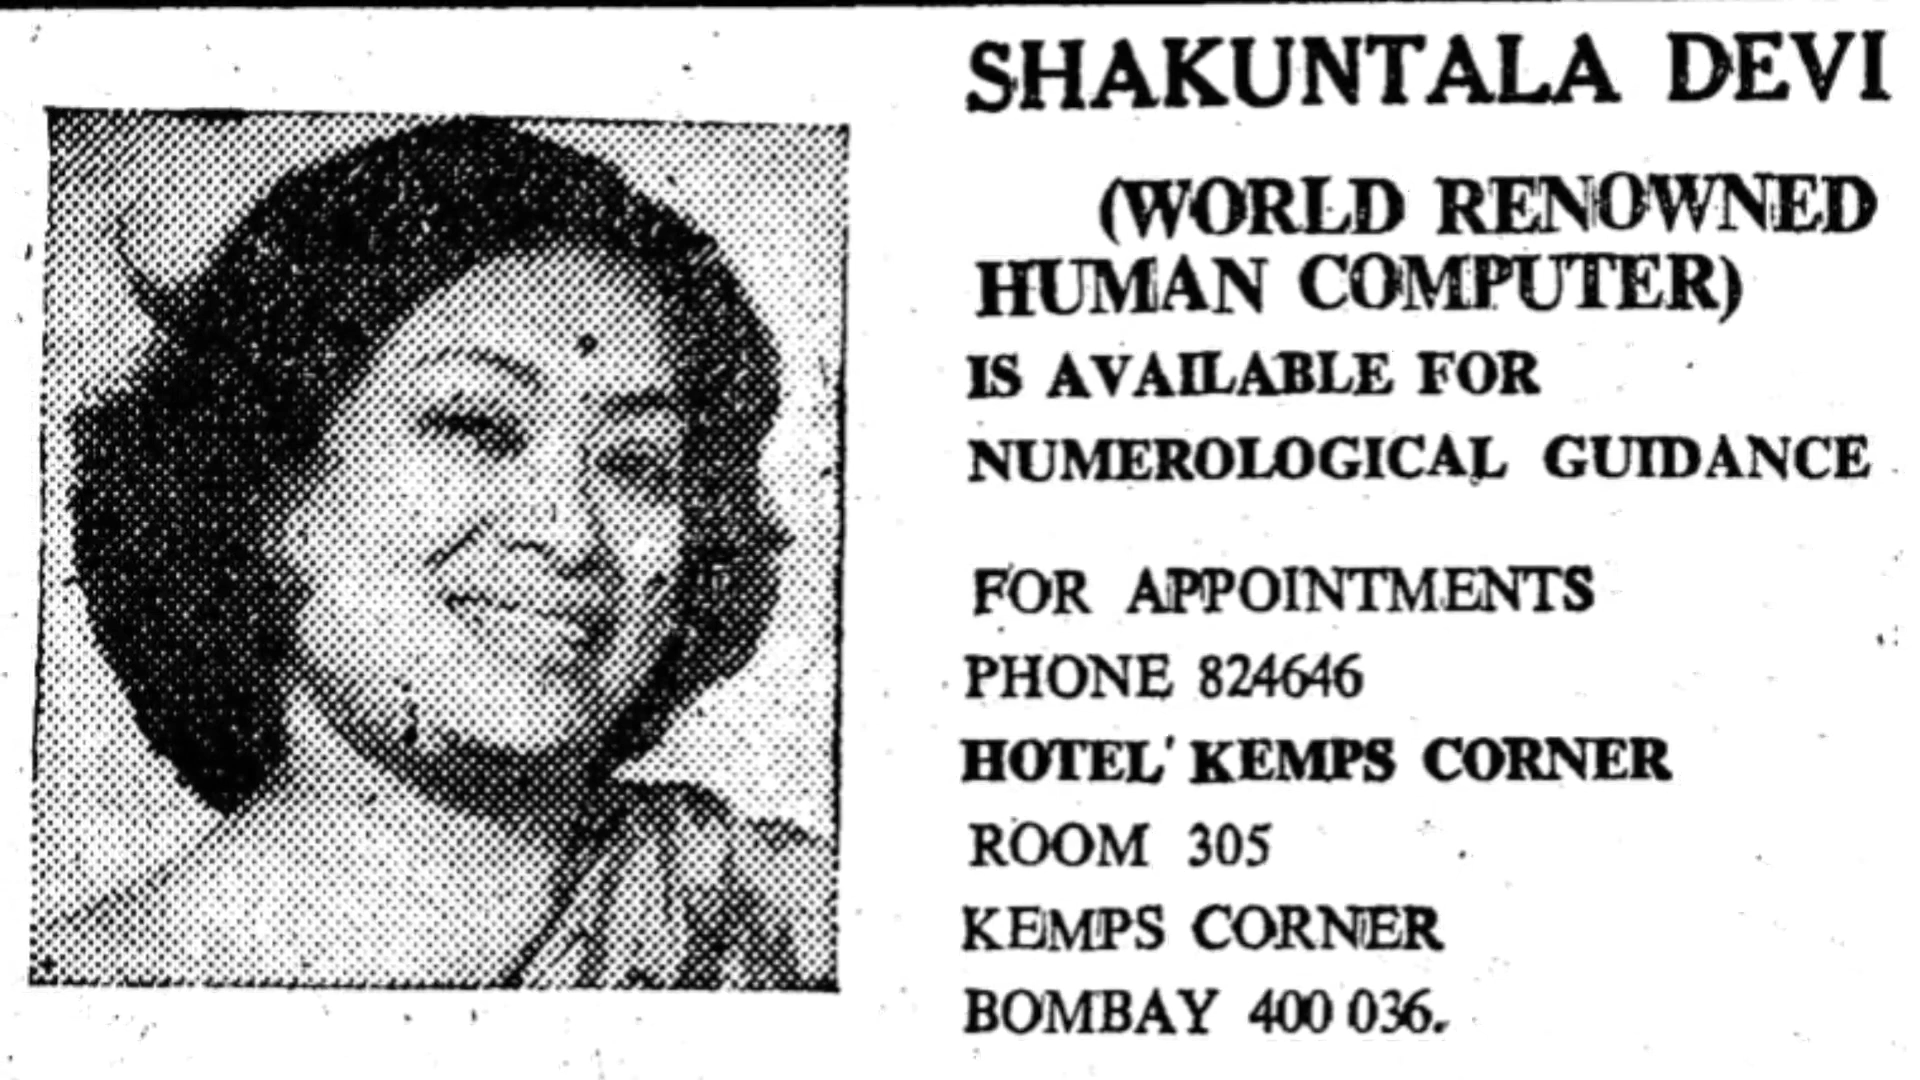 SHAKUNTALA DEVI
(WORLD RENOWNED
HUMAN COMPUTER)
IS AVAILABLE FOR
NUMEROLOGICAL GUIDANCE
FOR APPOINTMENTS
PHONE 824646
HOTEL' KEMPS CORNER
ROOM 305
KEMPS CORNER
BOMBAY 400 036.